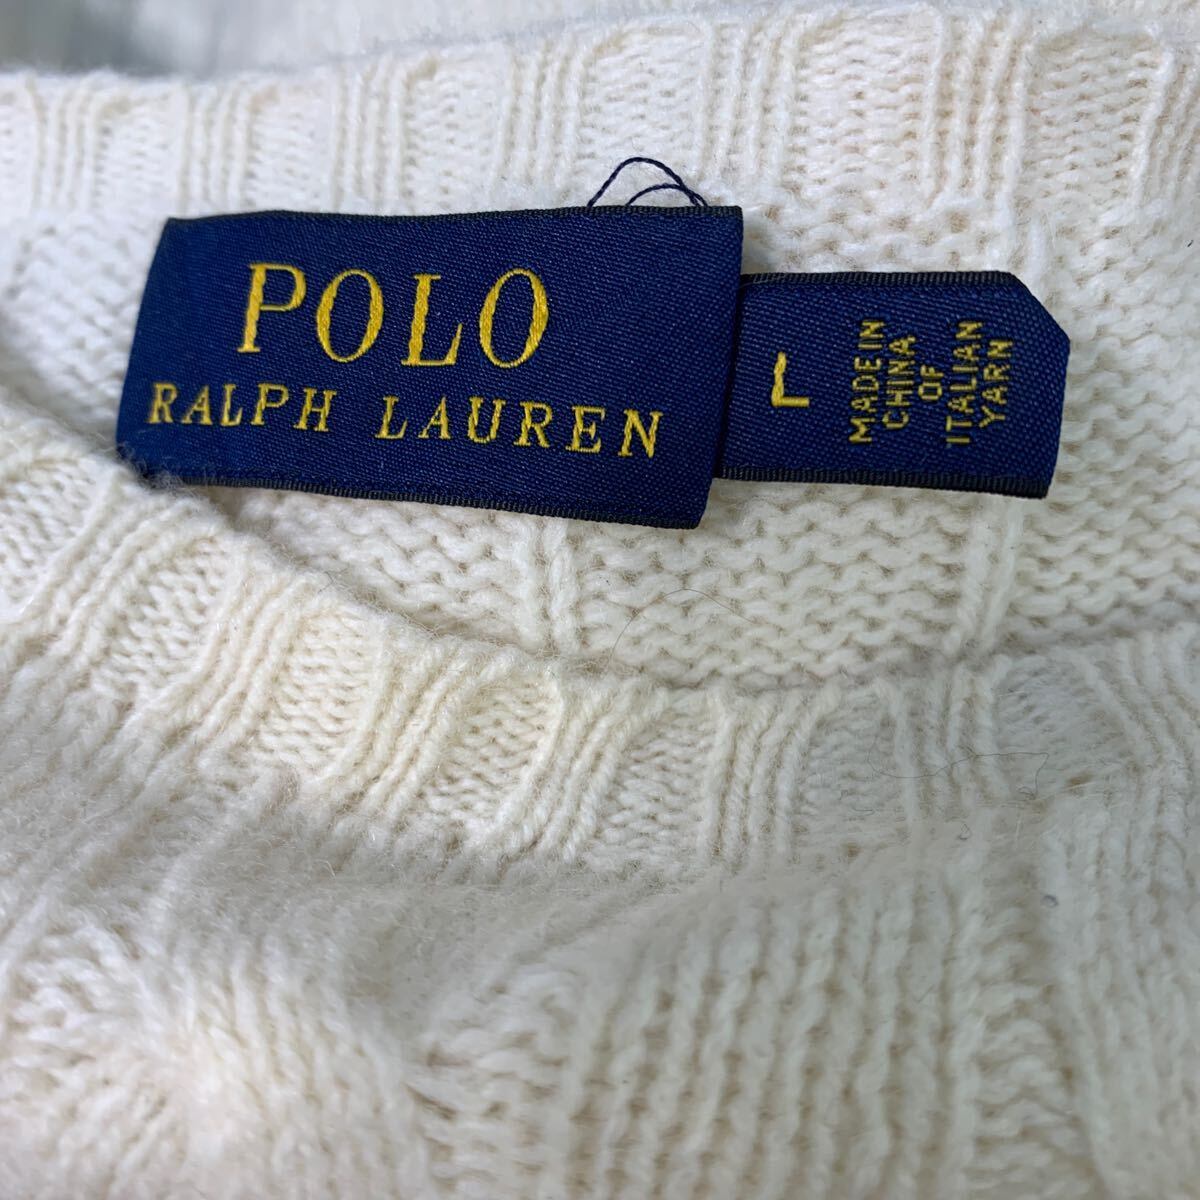 POLO
RALPH LAUREN
L
MADE IN
CHINA
OF
ITALIAN
YARN